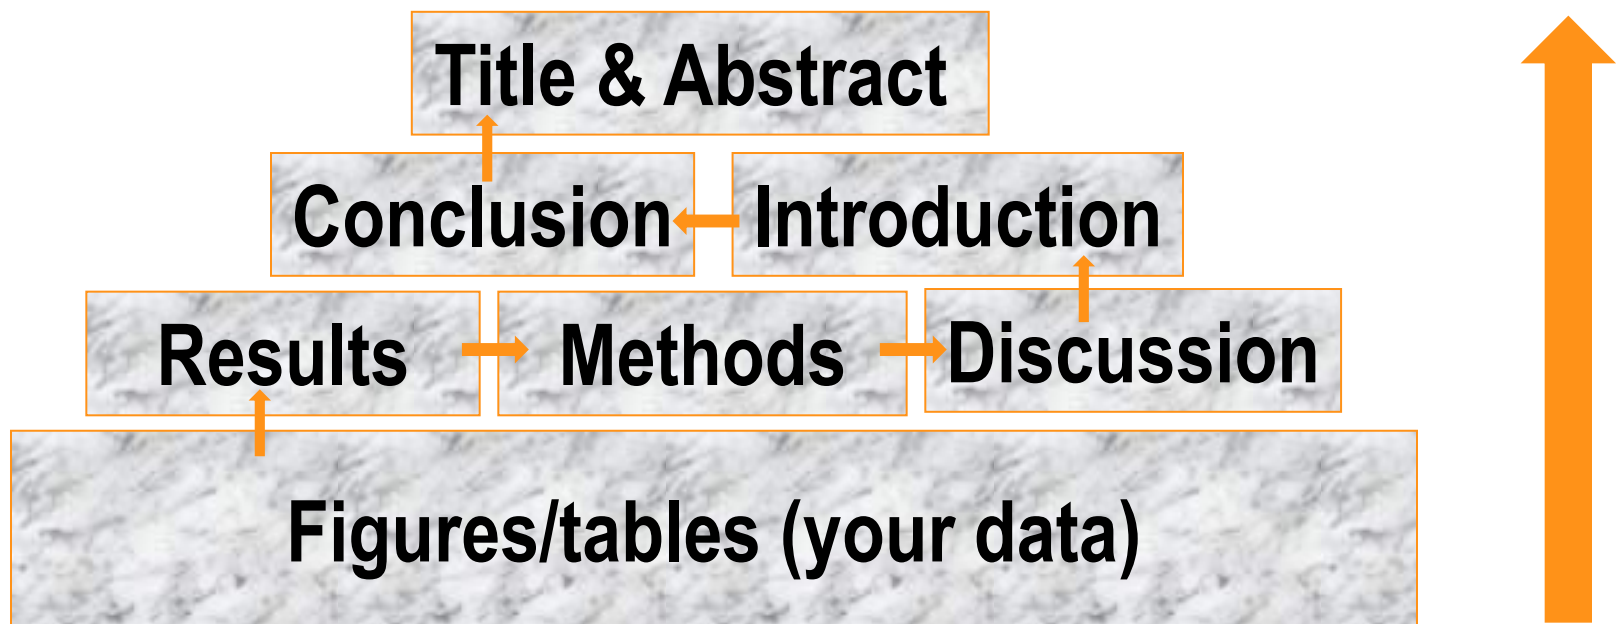 Title & Abstract
Conclusion
Introduction
Results
Methods
Discussion
Figures/tables (your data)